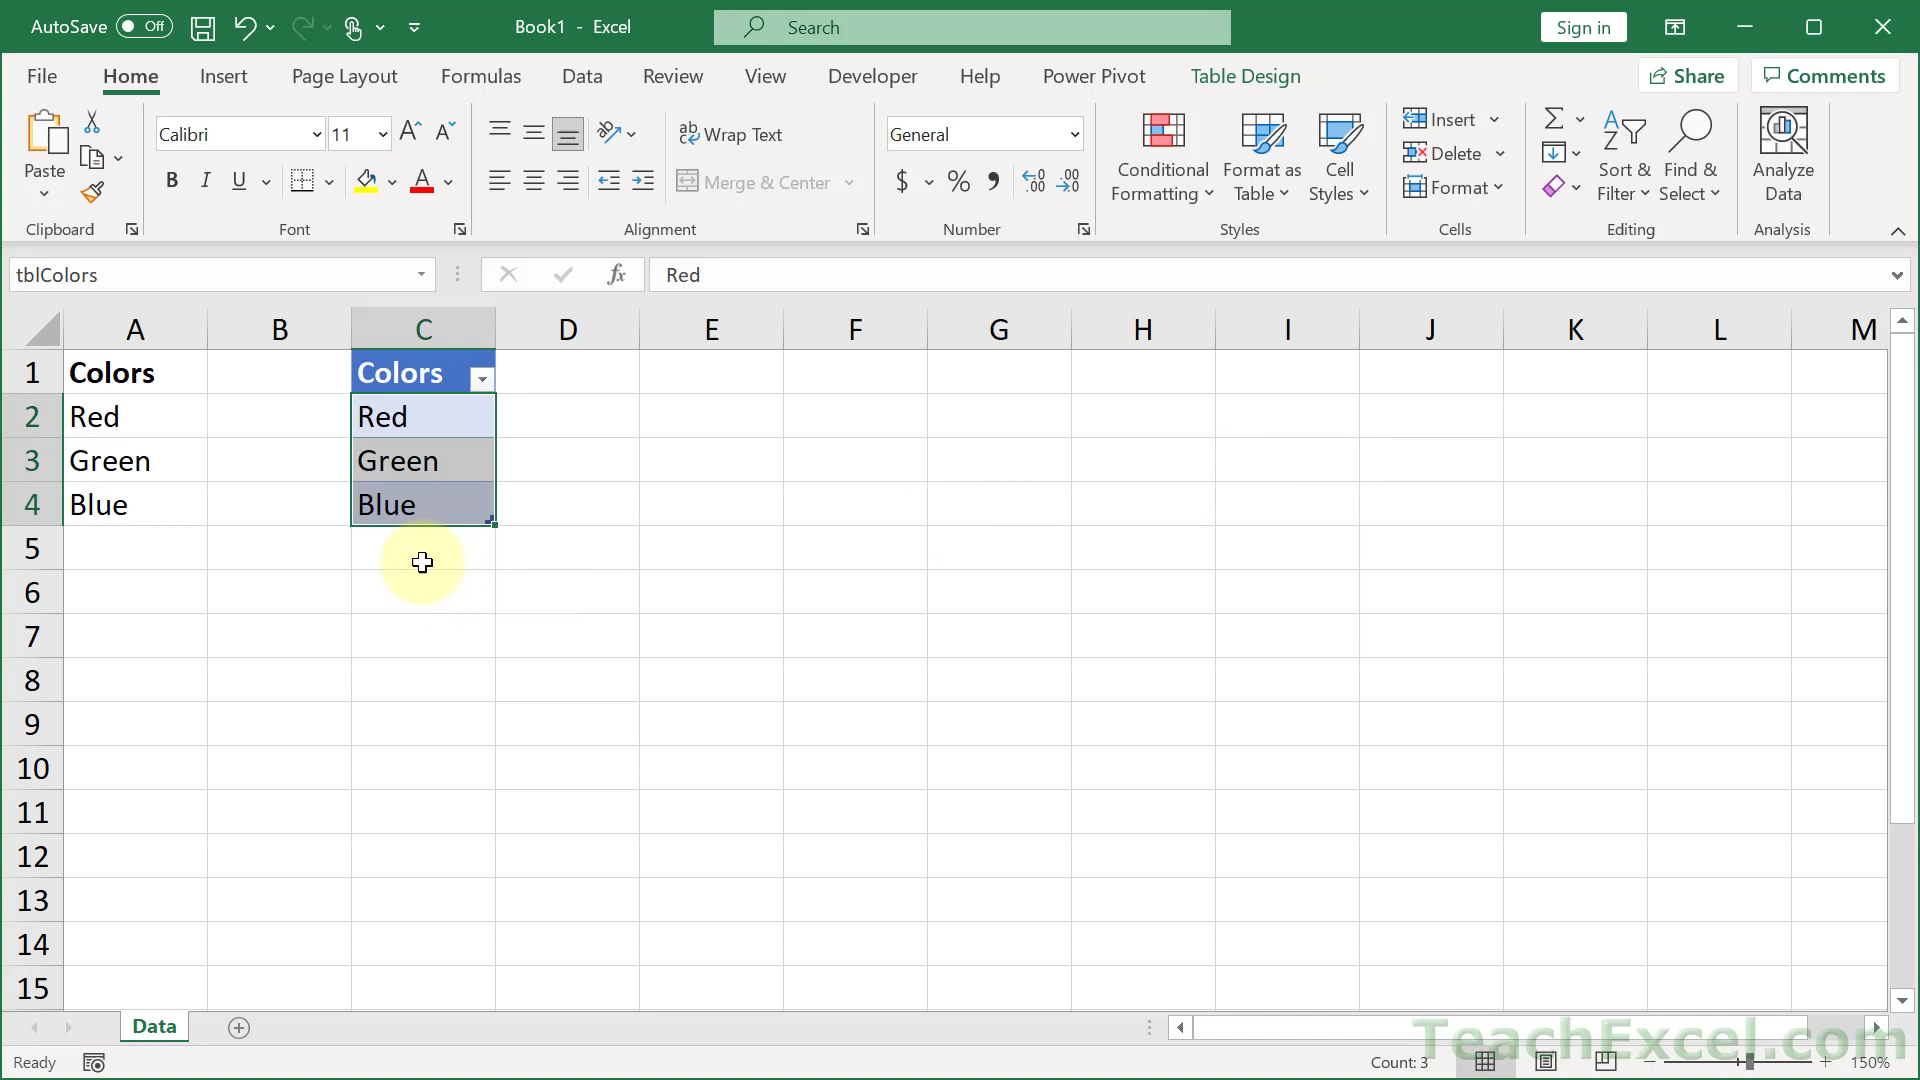 AutoSave Off Book1 - Excel Search Sign in
File Home Insert Page Layout Formulas Data Review View Developer Help Power Pivot Table Design Share Comments
Paste
Calibri 11 A A
B I U A
ab Wrap Text
Merge & Center
General
$ % 9 .00 .00
Conditional Formatting
Format as Table
Cell Styles
Insert
Delete
Format
Sort & Filter
Find & Select
Analyze Data
Clipboard Font Alignment Number Styles Cells Editing Analysis
tblColors fx Red
A B C D E F G H I J K L M
1 Colors Colors
2 Red Red
3 Green Green
4 Blue Blue
5
6
7
8
9
10
11
12
13
14
15
Data
TeachExcel.com
Ready Count: 3 150%